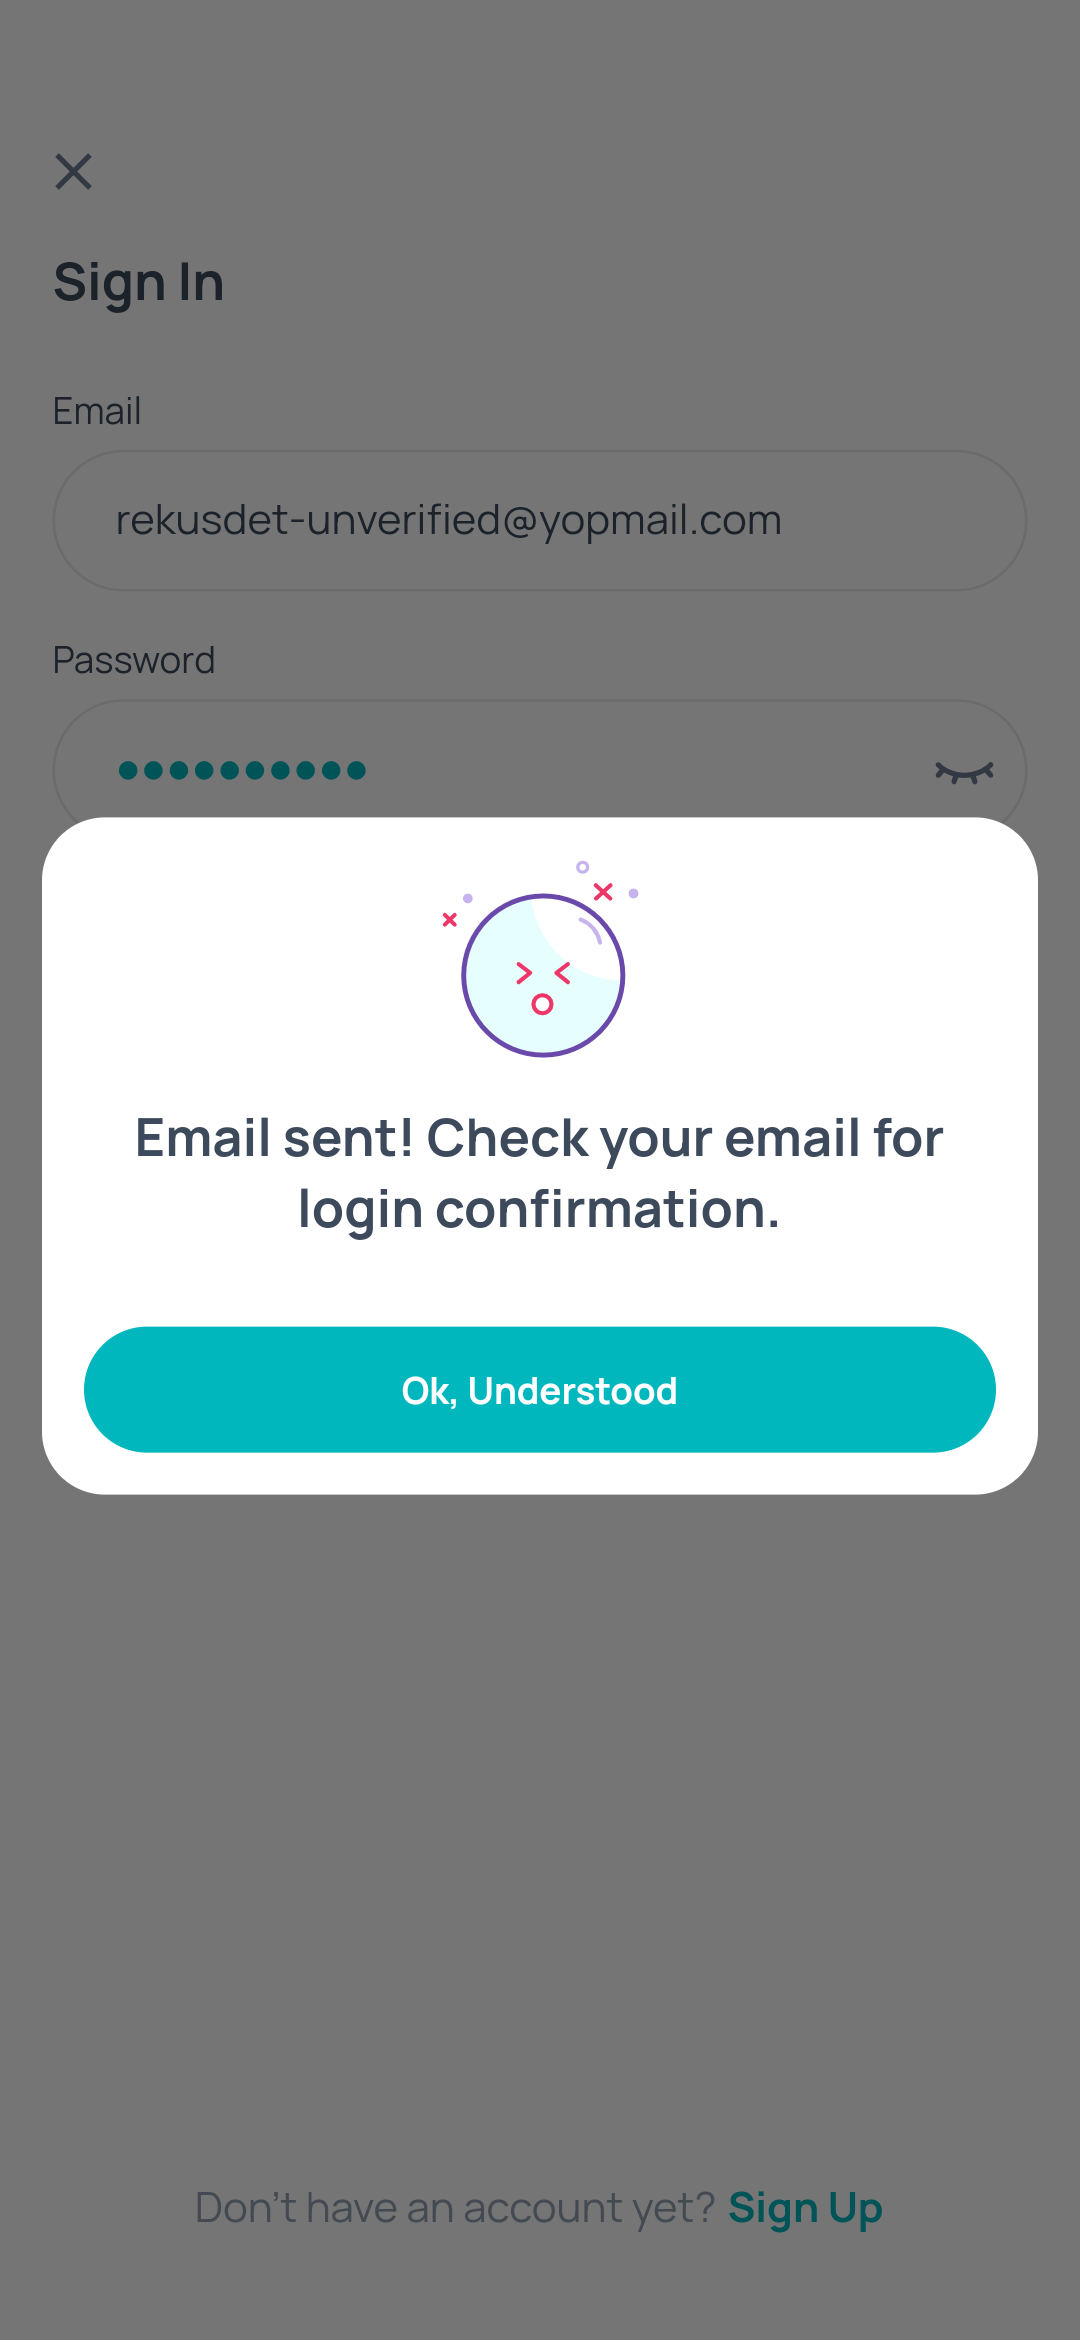 Sign In
Email
rekusdet-unverified@yopmail.com
Password
Email sent! Check your email for
login confirmation.
Ok, Understood
Don't have an account yet? Sign Up